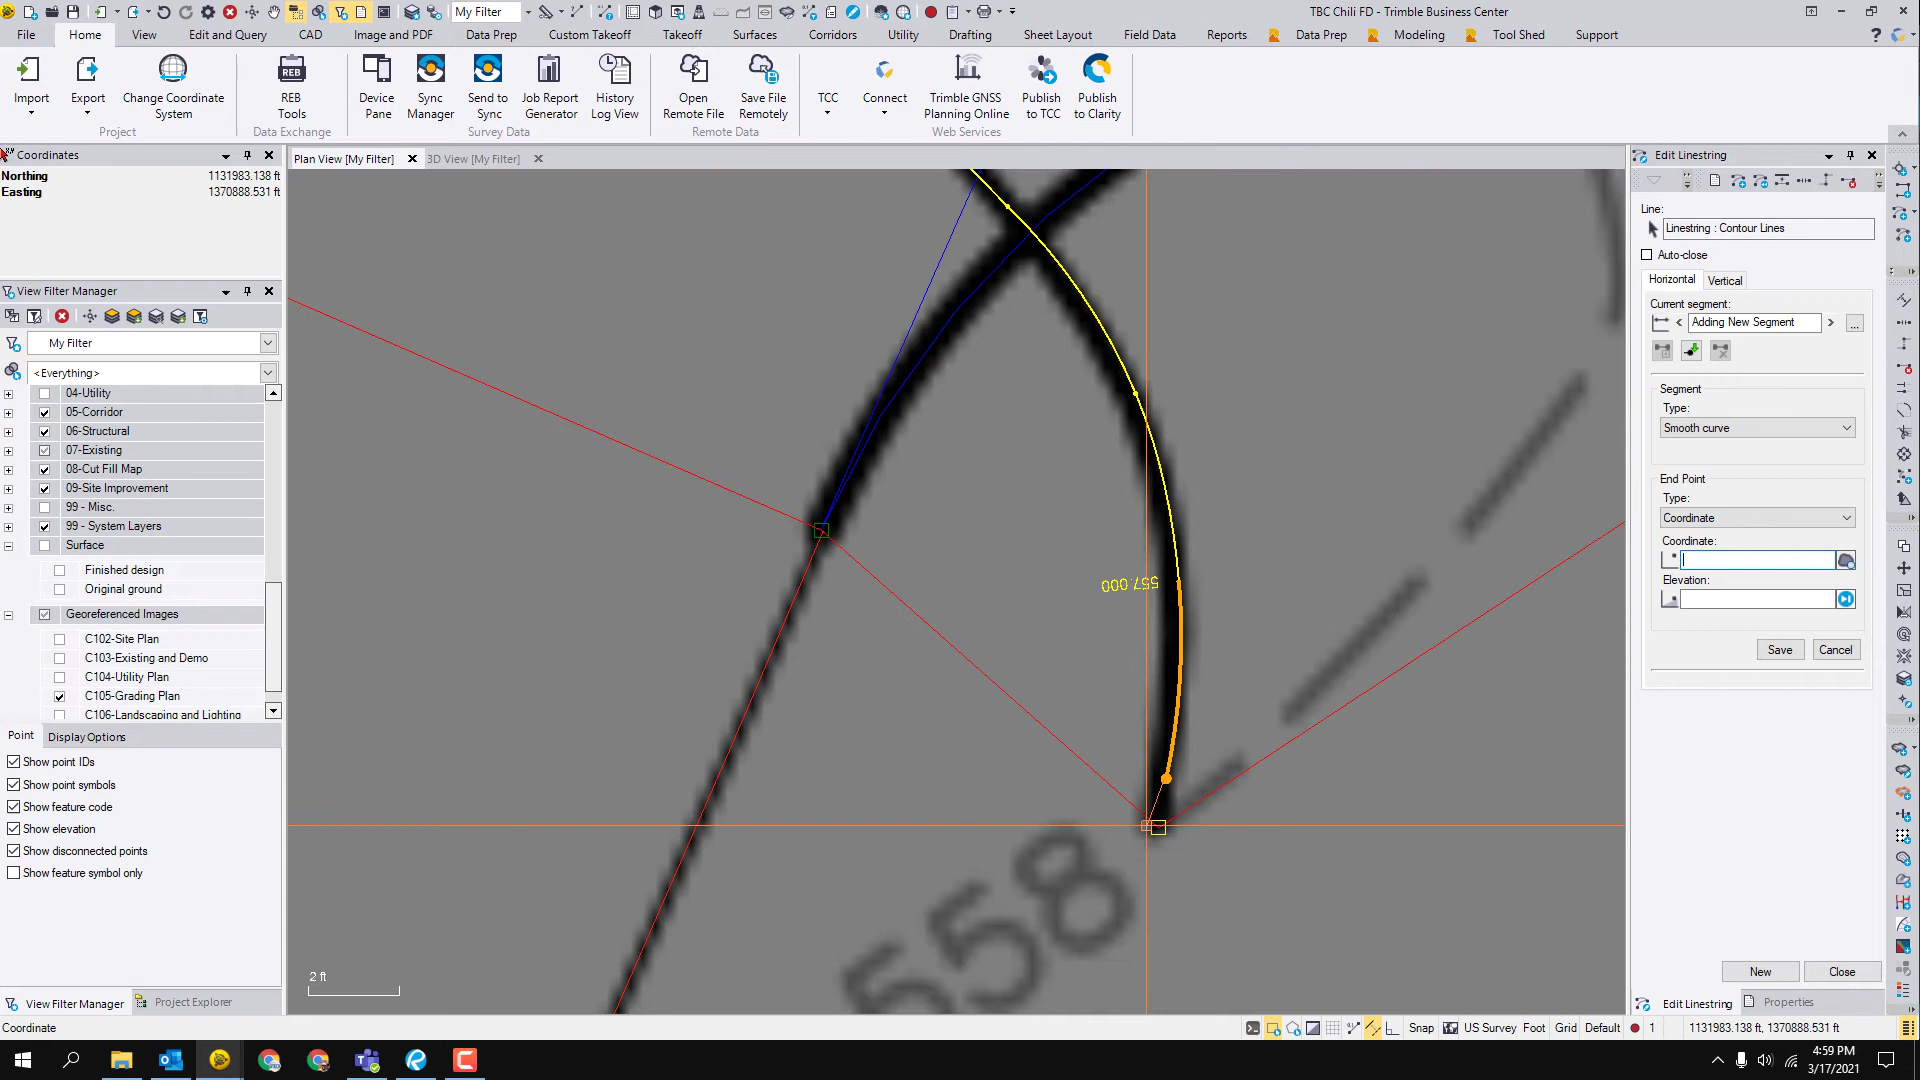 My Filter
TBC Chili FD - Trimble Business Center
File Home View Edit and Query CAD Image and PDF Data Prep Custom Takeoff Takeoff Surfaces Corridors Utility Drafting Sheet Layout Field Data Reports Data Prep Modeling Tool Shed Support
REB
Import Export Change Coordinate System REB Tools Device Pane Sync Manager Send to Sync Job Report Generator History Log View Open Remote File Save File Remotely TCC Connect Trimble GNSS Planning Online Publish to TCC Publish to Clarity
Project Data Exchange Survey Data Remote Data Web Services
Coordinates
Northing 1131983.138 ft
Easting 1370888.531 ft
View Filter Manager
My Filter
<Everything>
04-Utility
05-Corridor
06-Structural
07-Existing
08-Cut Fill Map
09-Site Improvement
99 - Misc.
99 - System Layers
Surface
Finished design
Original ground
Georeferenced Images
C102-Site Plan
C103-Existing and Demo
C104-Utility Plan
C105-Grading Plan
C106-Landscaping and Lighting
Point Display Options
Show point IDs
Show point symbols
Show feature code
Show elevation
Show disconnected points
Show feature symbol only
View Filter Manager Project Explorer
Coordinate
Plan View [My Filter] 3D View [My Filter]
557.000
558
2 ft
Edit Linestring
Line:
Linestring : Contour Lines
Auto-close
Horizontal Vertical
Current segment:
< Adding New Segment > ...
Segment
Type:
Smooth curve
End Point
Type:
Coordinate
Coordinate:
Elevation:
Save Cancel
New Close
Edit Linestring Properties
Snap US Survey Foot Grid Default 1 1131983.138 ft, 1370888.531 ft
4:59 PM
3/17/2021